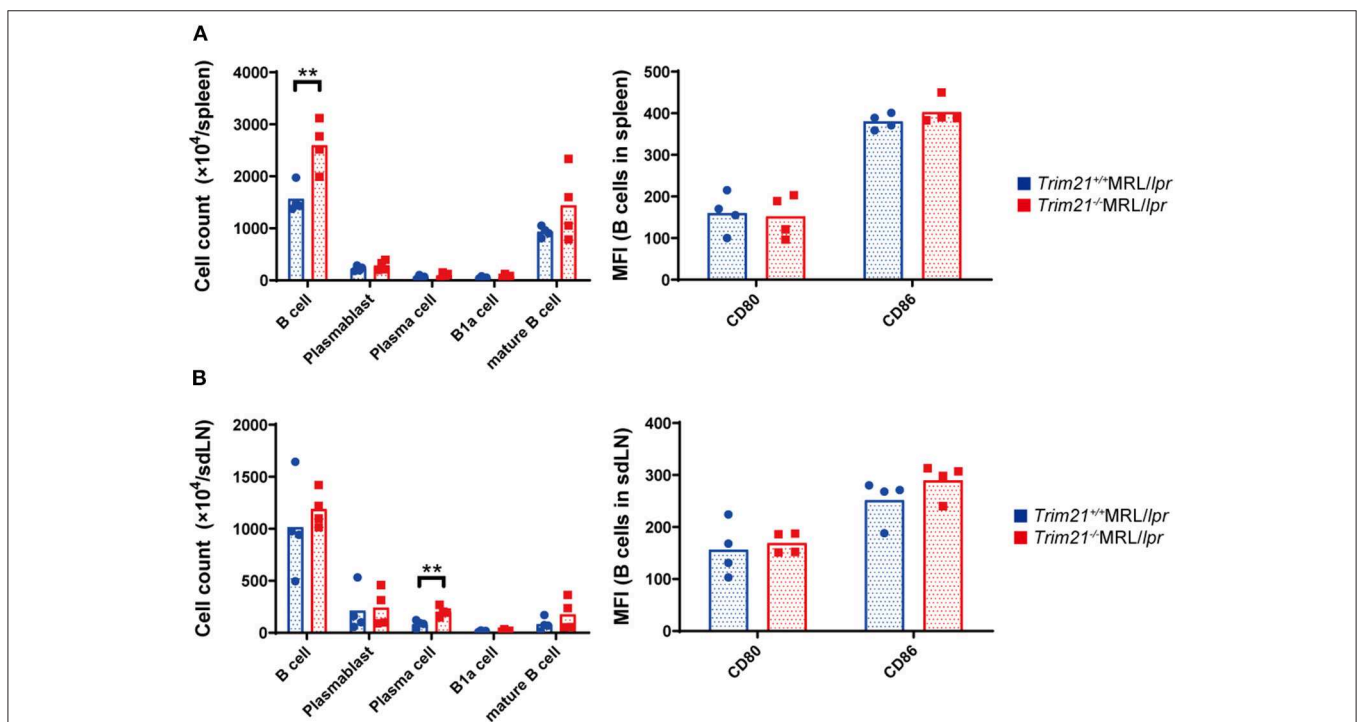 A
Cell count (×10⁴/spleen)
4000
3000
2000
1000
0
**
B cell
Plasmablast
Plasma cell
B1a cell
mature B cell
MFI (B cells in spleen)
500
400
300
200
100
0
CD80
CD86
Trim21⁺/⁺MRL/lpr
Trim21⁻/⁻MRL/lpr
B
Cell count (×10⁴/sdLN)
2000
1500
1000
500
0
**
B cell
Plasmablast
Plasma cell
B1a cell
mature B cell
MFI (B cells in sdLN)
400
300
200
100
0
CD80
CD86
Trim21⁺/⁺MRL/lpr
Trim21⁻/⁻MRL/lpr